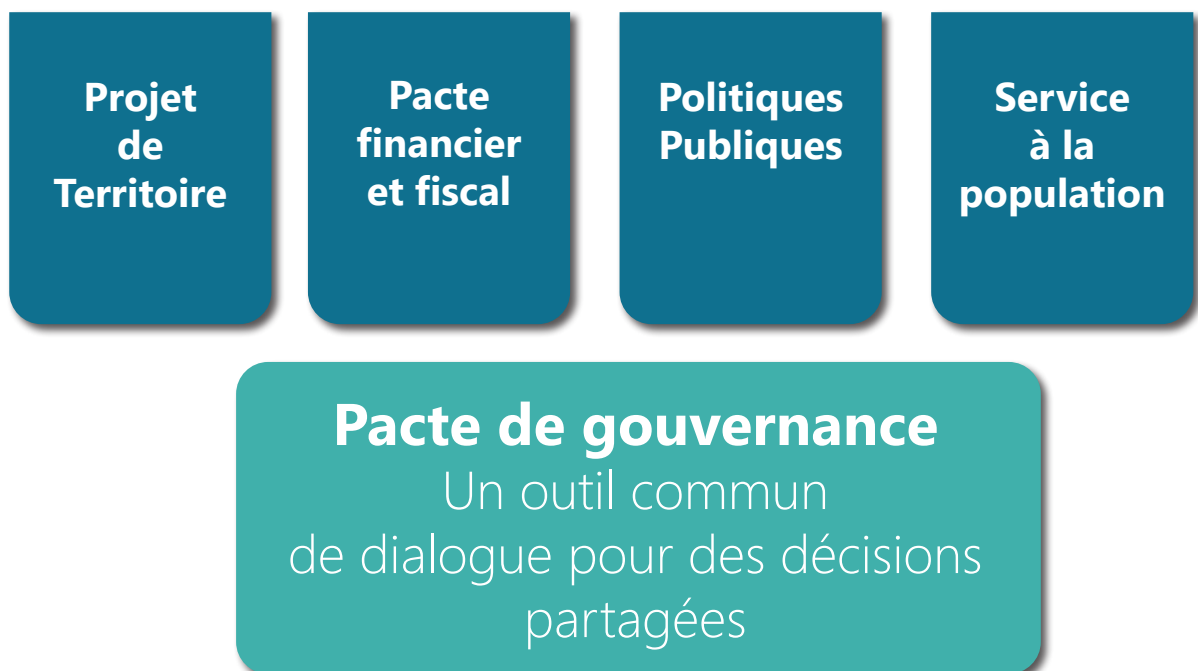 Projet
de
Territoire
Pacte
financier
et fiscal
Politiques
Publiques
Service
à la
population
Pacte de gouvernance
Un outil commun
de dialogue pour des décisions
partagées